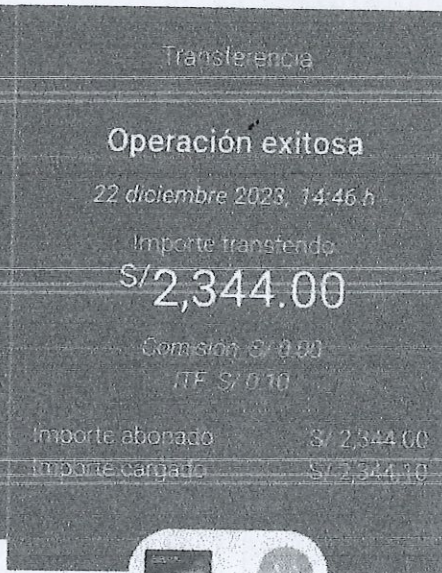 Transferencia
Operación exitosa
22 diciembre 2023, 14:46 h
Importe transferido
S/2,344.00
Comisión S/ 0.00
ITF S/ 0.10
Importe abonado S/ 2,344.00
Importe cargado S/ 2,344.10